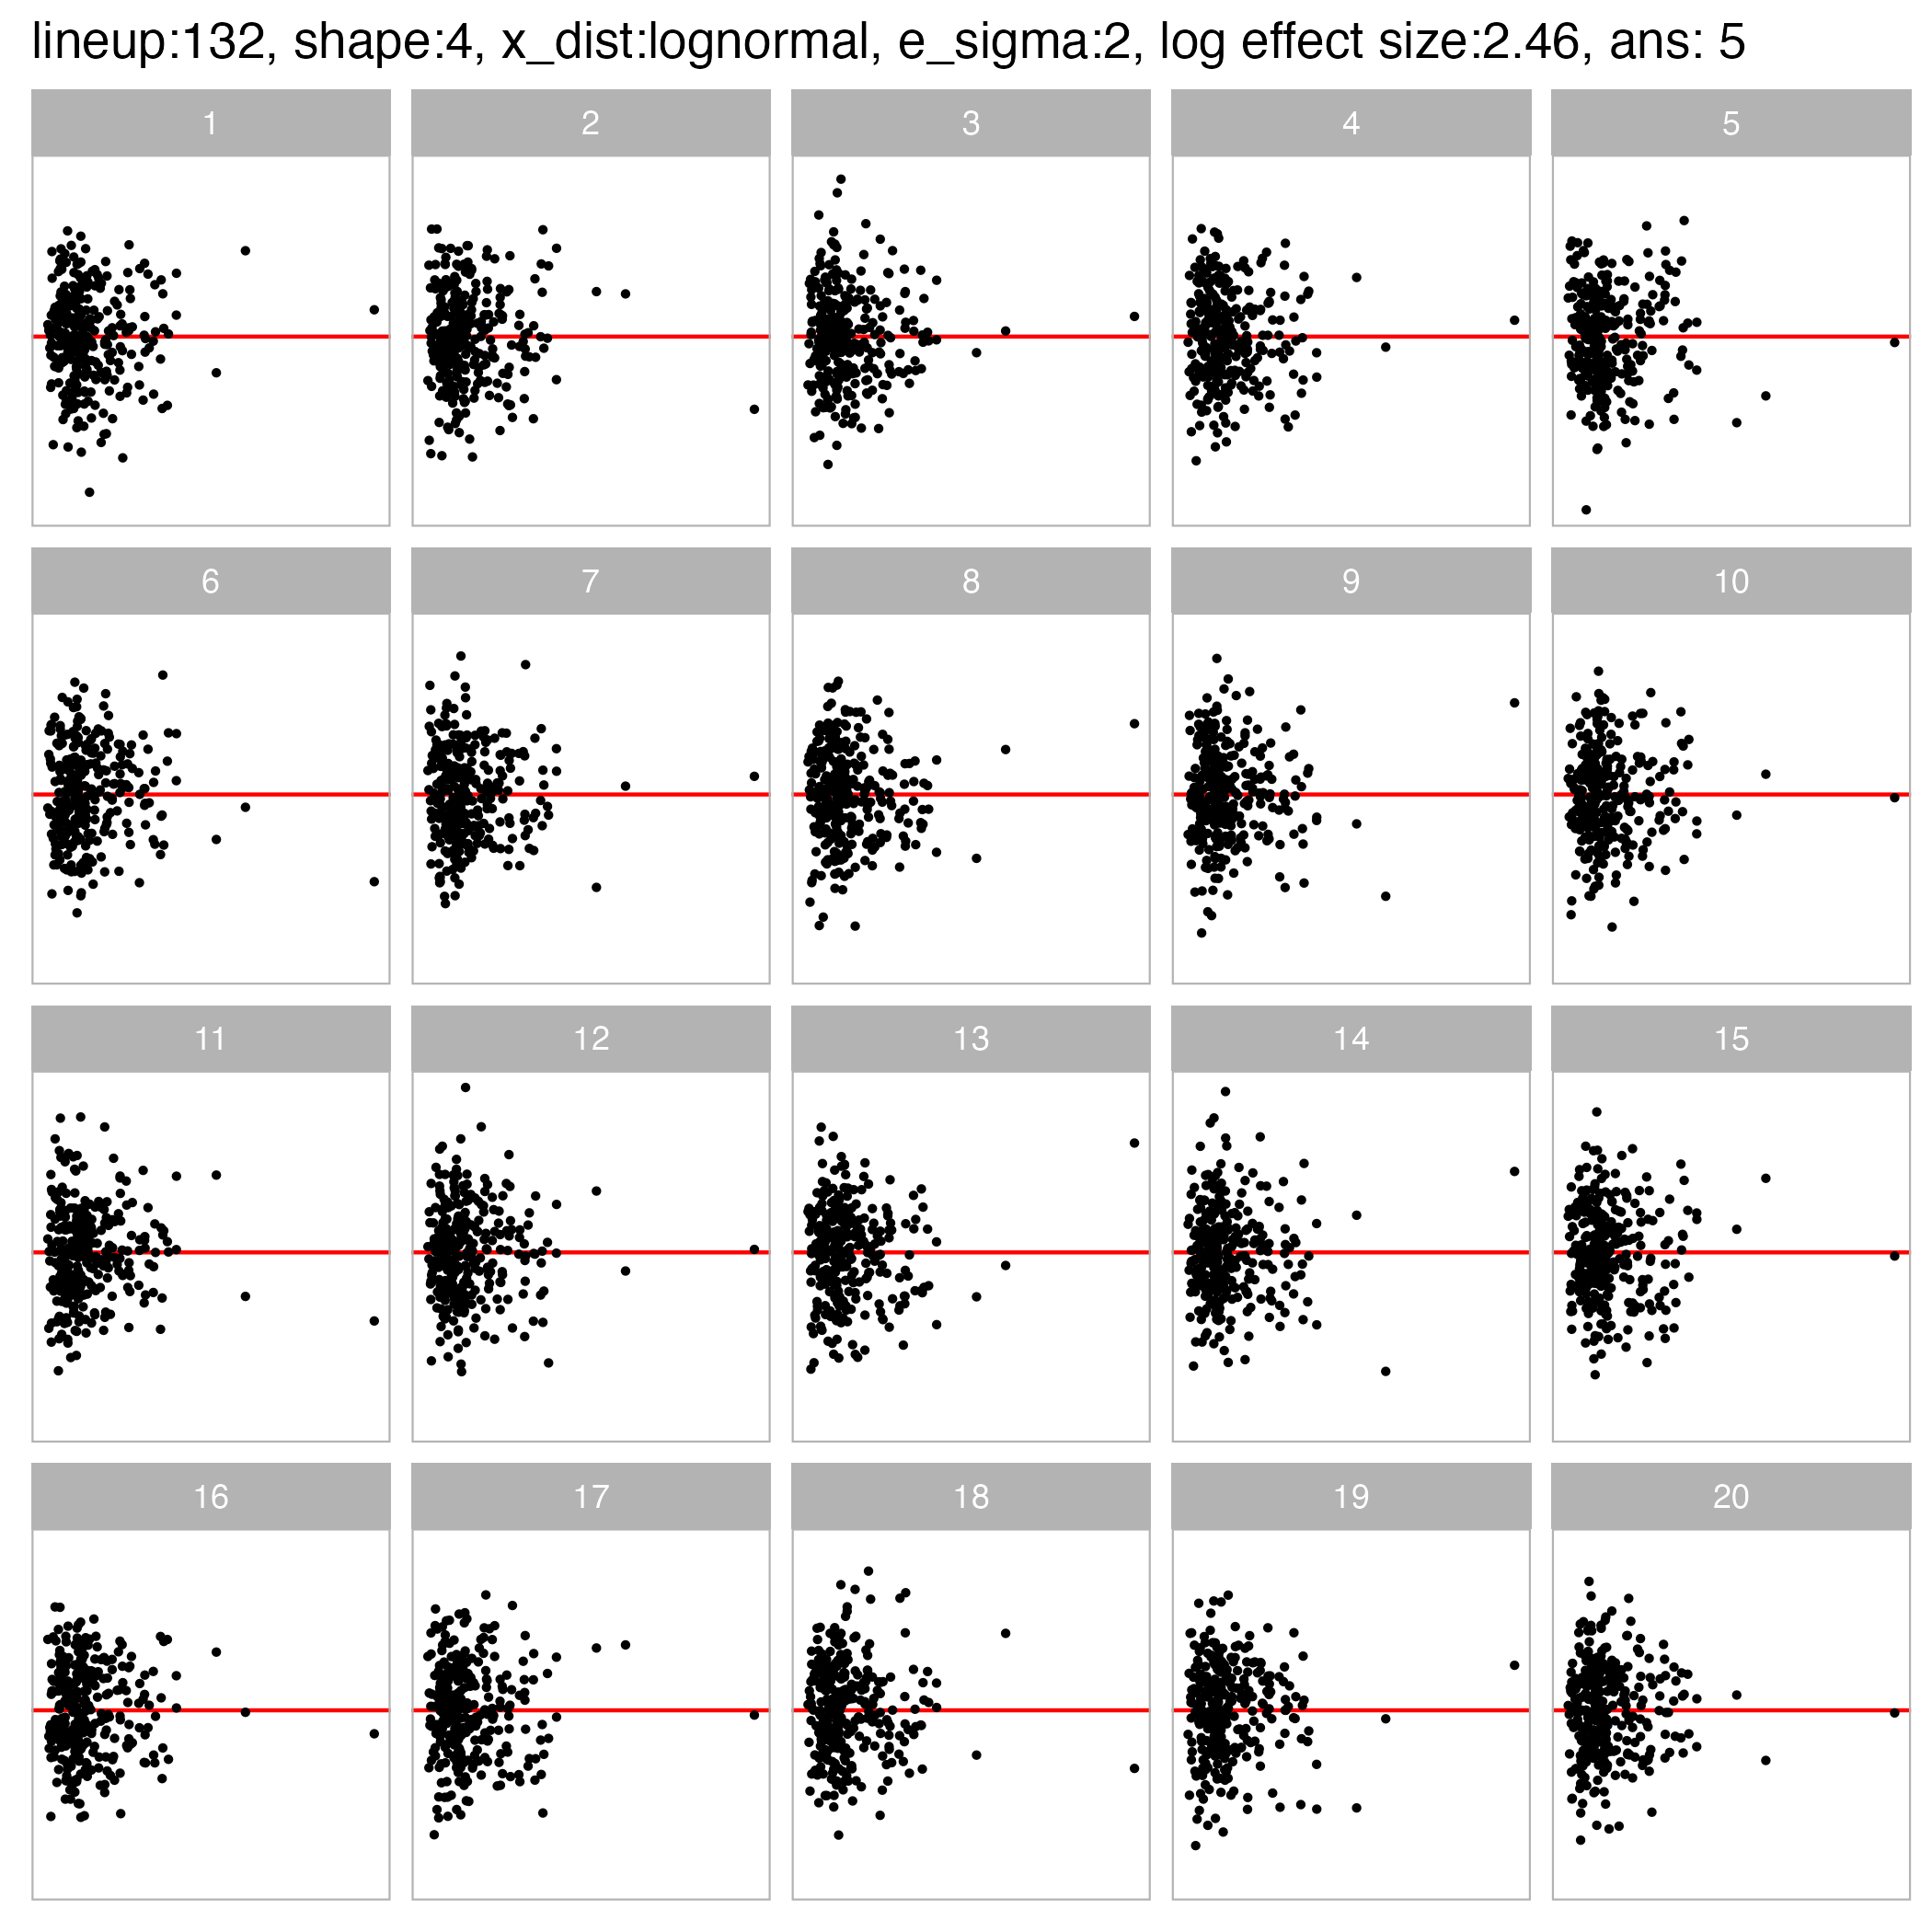 lineup:132, shape:4, x_dist:lognormal, e_sigma:2, log effect size:2.46, ans: 5
1 2 3 4 5
6 7 8 9 10
11 12 13 14 15
16 17 18 19 20